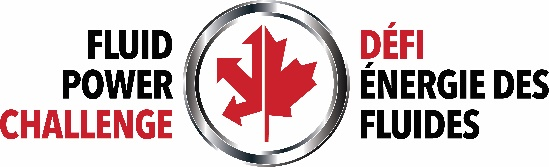 FLUID
POWER
CHALLENGE
DÉFI
ÉNERGIE DES
FLUIDES